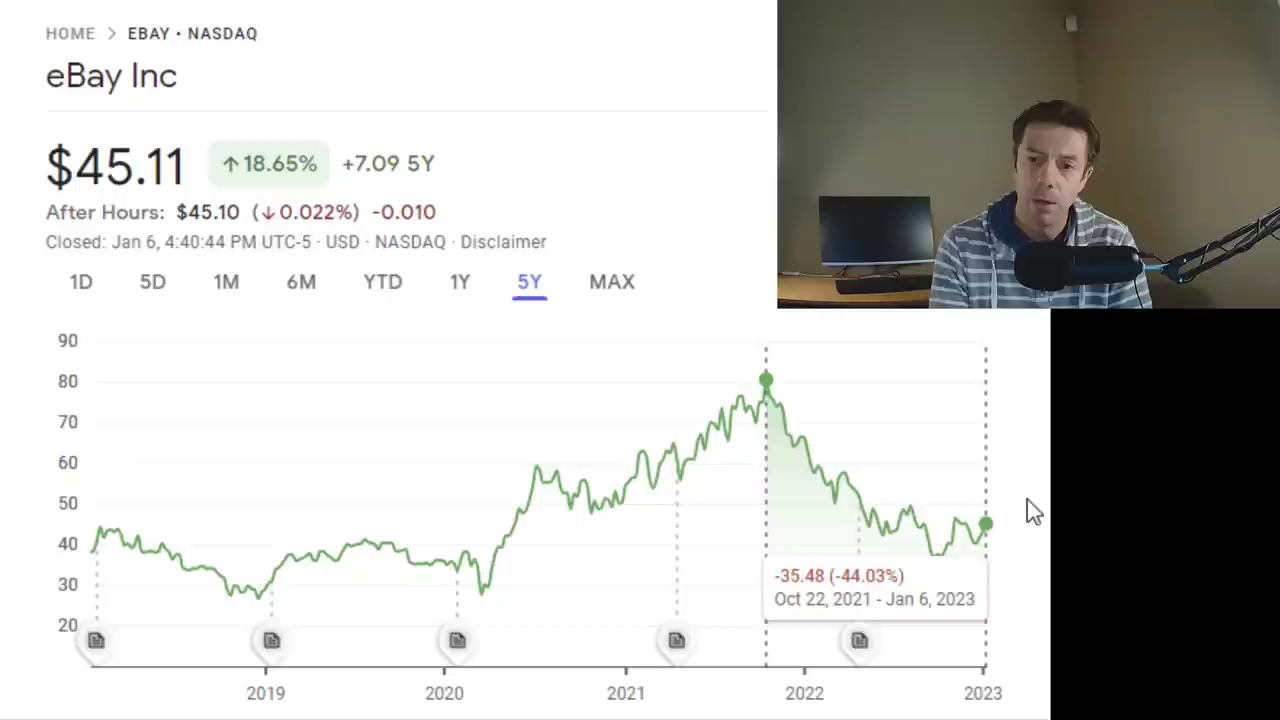 HOME > EBAY • NASDAQ
eBay Inc
$45.11 ↑18.65% +7.09 5Y
After Hours: $45.10 (↓0.022%) -0.010
Closed: Jan 6, 4:40:44 PM UTC-5 · USD · NASDAQ · Disclaimer
1D 5D 1M 6M YTD 1Y 5Y MAX
90
80
70
60
50
40
30
20
-35.48 (-44.03%)
Oct 22, 2021 - Jan 6, 2023
2019 2020 2021 2022 2023